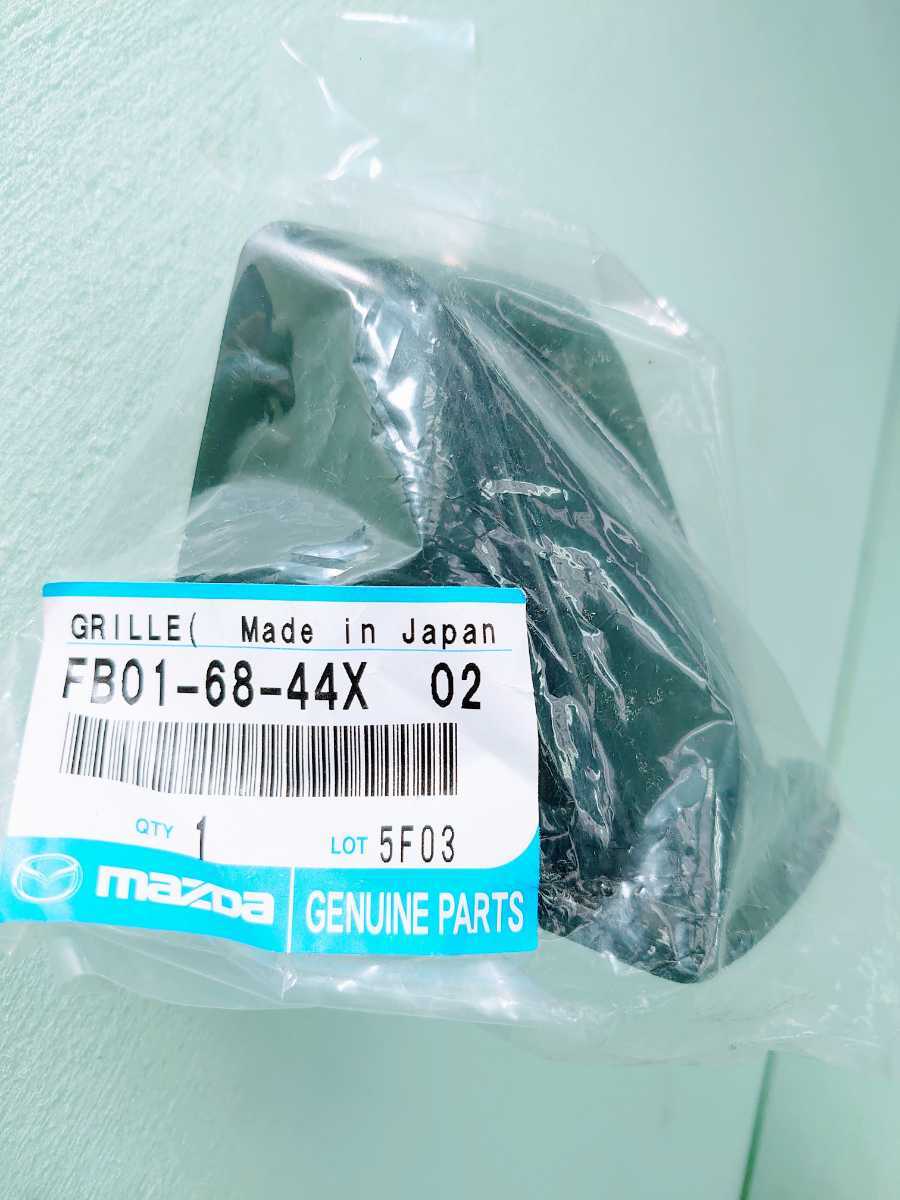 GRILLE( Made in Japan
FB01-68-44X 02
QTY 1 LOT 5F03
mazda GENUINE PARTS